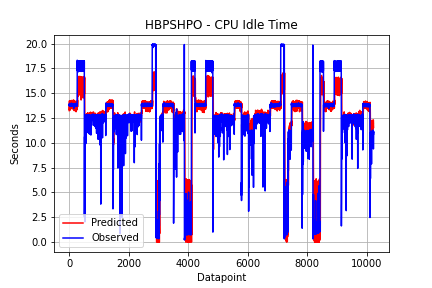 HBPSHPO - CPU Idle Time
20.0
17.5
15.0
12.5
10.0
7.5
5.0
2.5
0.0
Seconds
Predicted
Observed
0 2000 4000 6000 8000 10000
Datapoint